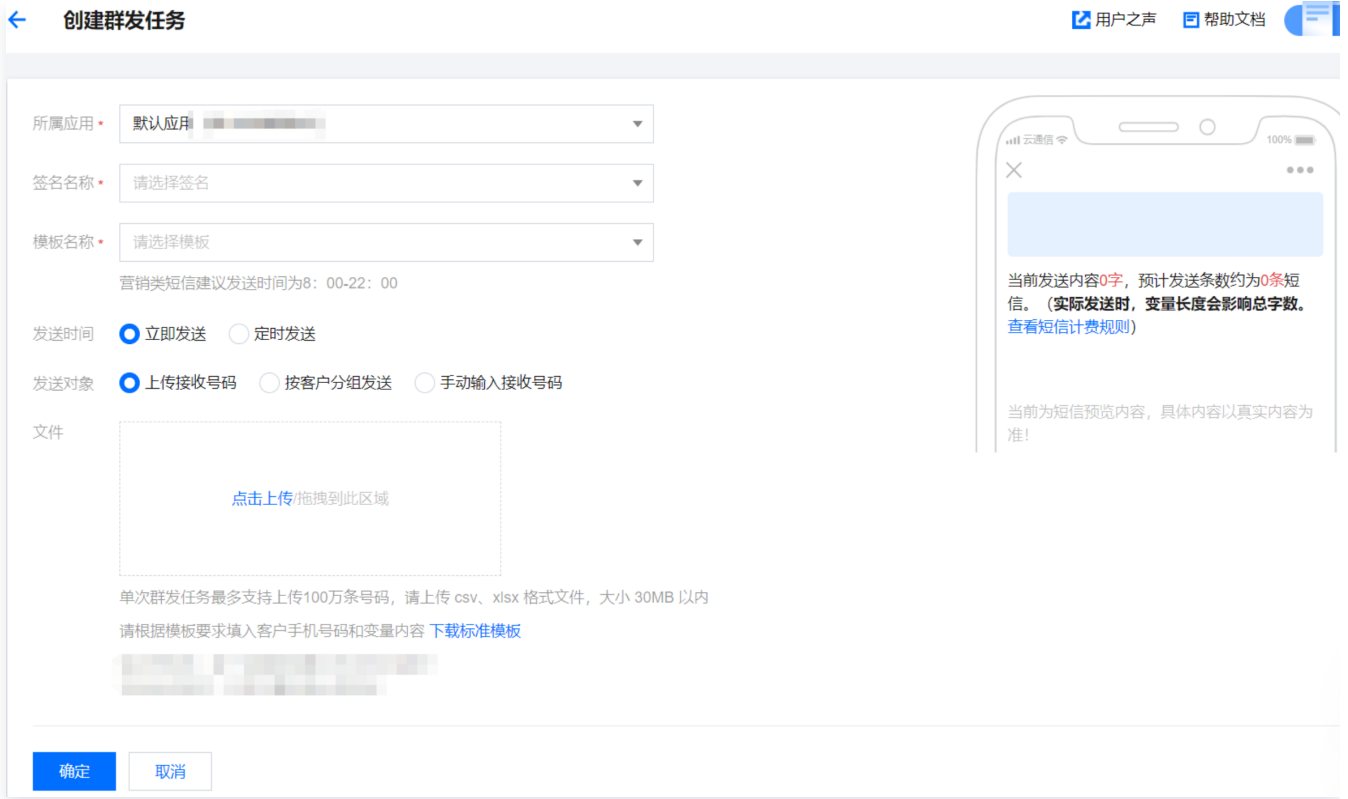 创建群发任务
用户之声 帮助文档
所属应用 * 默认应用
签名名称 * 请选择签名
模板名称 * 请选择模板
营销类短信建议发送时间为8：00-22：00
发送时间 立即发送 定时发送
发送对象 上传接收号码 按客户分组发送 手动输入接收号码
文件
点击上传/拖拽到此区域
单次群发任务最多支持上传100万条号码，请上传 csv、xlsx 格式文件，大小 30MB 以内
请根据模板要求填入客户手机号码和变量内容 下载标准模板
确定 取消
云通信 100%
当前发送内容0字，预计发送条数约为0条短
信。（实际发送时，变量长度会影响总字数。
查看短信计费规则）
当前为短信预览内容，具体内容以真实内容为
准！